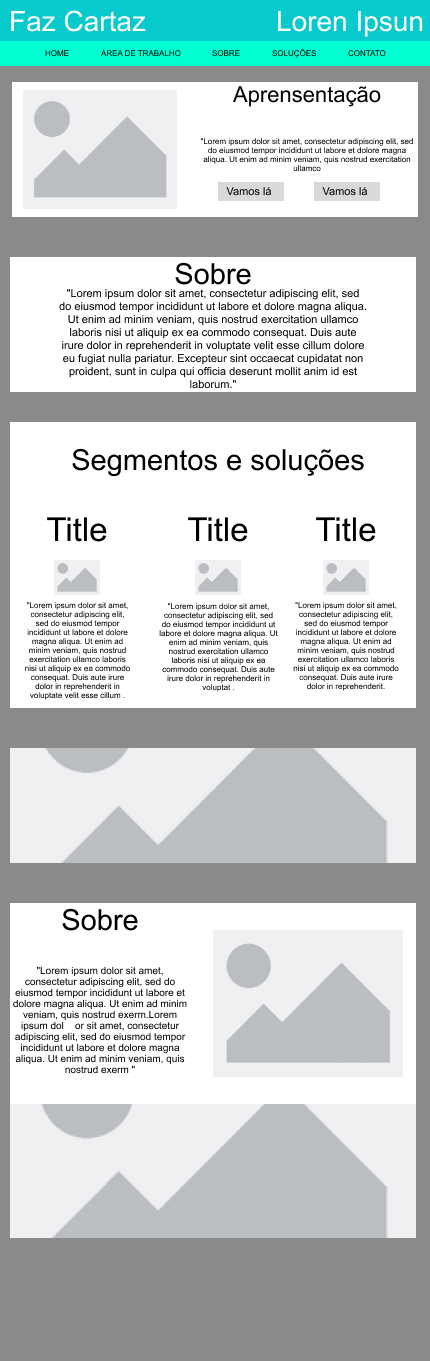 Faz Cartaz
Loren Ipsun
HOME ÁREA DE TRABALHO SOBRE SOLUÇÕES CONTATO
Aprensentação
"Lorem ipsum dolor sit amet, consectetur adipiscing elit, sed
do eiusmod tempor incididunt ut labore et dolore magna
aliqua. Ut enim ad minim veniam, quis nostrud exercitation
ullamco
Vamos lá Vamos lá
Sobre
"Lorem ipsum dolor sit amet, consectetur adipiscing elit, sed
do eiusmod tempor incididunt ut labore et dolore magna aliqua.
Ut enim ad minim veniam, quis nostrud exercitation ullamco
laboris nisi ut aliquip ex ea commodo consequat. Duis aute
irure dolor in reprehenderit in voluptate velit esse cillum dolore
eu fugiat nulla pariatur. Excepteur sint occaecat cupidatat non
proident, sunt in culpa qui officia deserunt mollit anim id est
laborum."
Segmentos e soluções
Title
"Lorem ipsum dolor sit amet,
consectetur adipiscing elit,
sed do eiusmod tempor
incididunt ut labore et dolore
magna aliqua. Ut enim ad
minim veniam, quis nostrud
exercitation ullamco laboris
nisi ut aliquip ex ea commodo
consequat. Duis aute irure
dolor in reprehenderit in
voluptate velit esse cillum .
Title
"Lorem ipsum dolor sit amet,
consectetur adipiscing elit, sed
do eiusmod tempor incididunt ut
labore et dolore magna aliqua. Ut
enim ad minim veniam, quis
nostrud exercitation ullamco
laboris nisi ut aliquip ex ea
commodo consequat. Duis aute
irure dolor in reprehenderit in
voluptat .
Title
"Lorem ipsum dolor sit amet,
consectetur adipiscing elit,
sed do eiusmod tempor
incididunt ut labore et dolore
magna aliqua. Ut enim ad
minim veniam, quis nostrud
exercitation ullamco laboris
nisi ut aliquip ex ea commodo
consequat. Duis aute irure
dolor in reprehenderit.
Sobre
"Lorem ipsum dolor sit amet,
consectetur adipiscing elit, sed do
eiusmod tempor incididunt ut labore et
dolore magna aliqua. Ut enim ad minim
veniam, quis nostrud exerm.Lorem
ipsum dol or sit amet, consectetur
adipiscing elit, sed do eiusmod tempor
incididunt ut labore et dolore magna
aliqua. Ut enim ad minim veniam, quis
nostrud exerm "